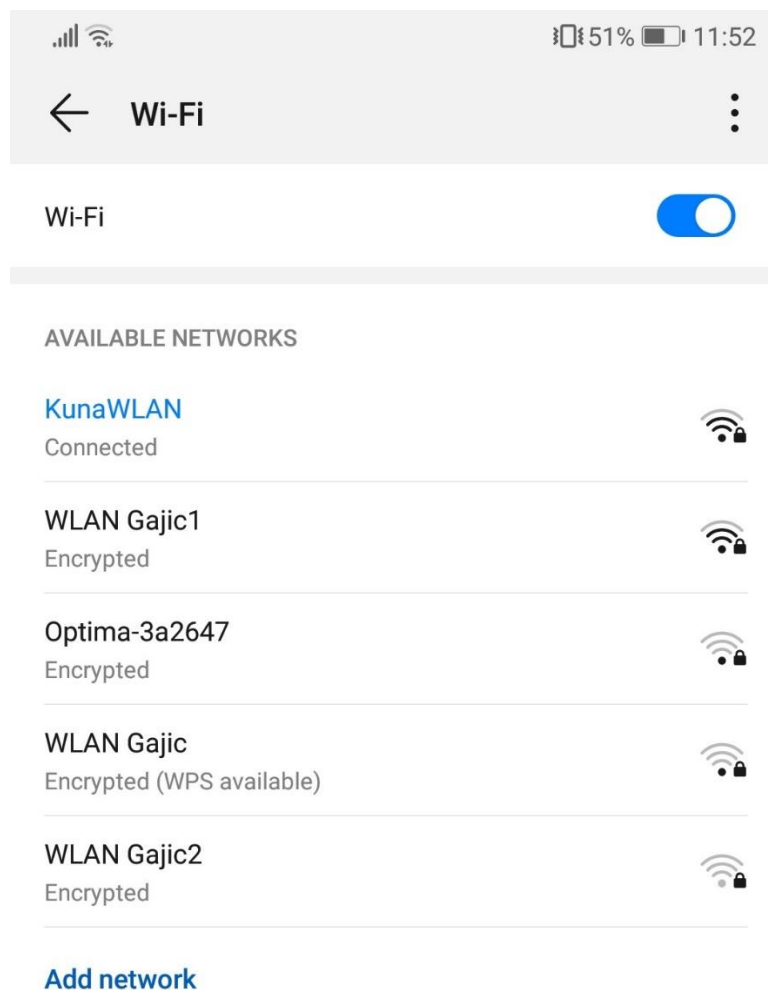 51% 11:52
Wi-Fi
Wi-Fi
AVAILABLE NETWORKS
KunaWLAN
Connected
WLAN Gajic1
Encrypted
Optima-3a2647
Encrypted
WLAN Gajic
Encrypted (WPS available)
WLAN Gajic2
Encrypted
Add network